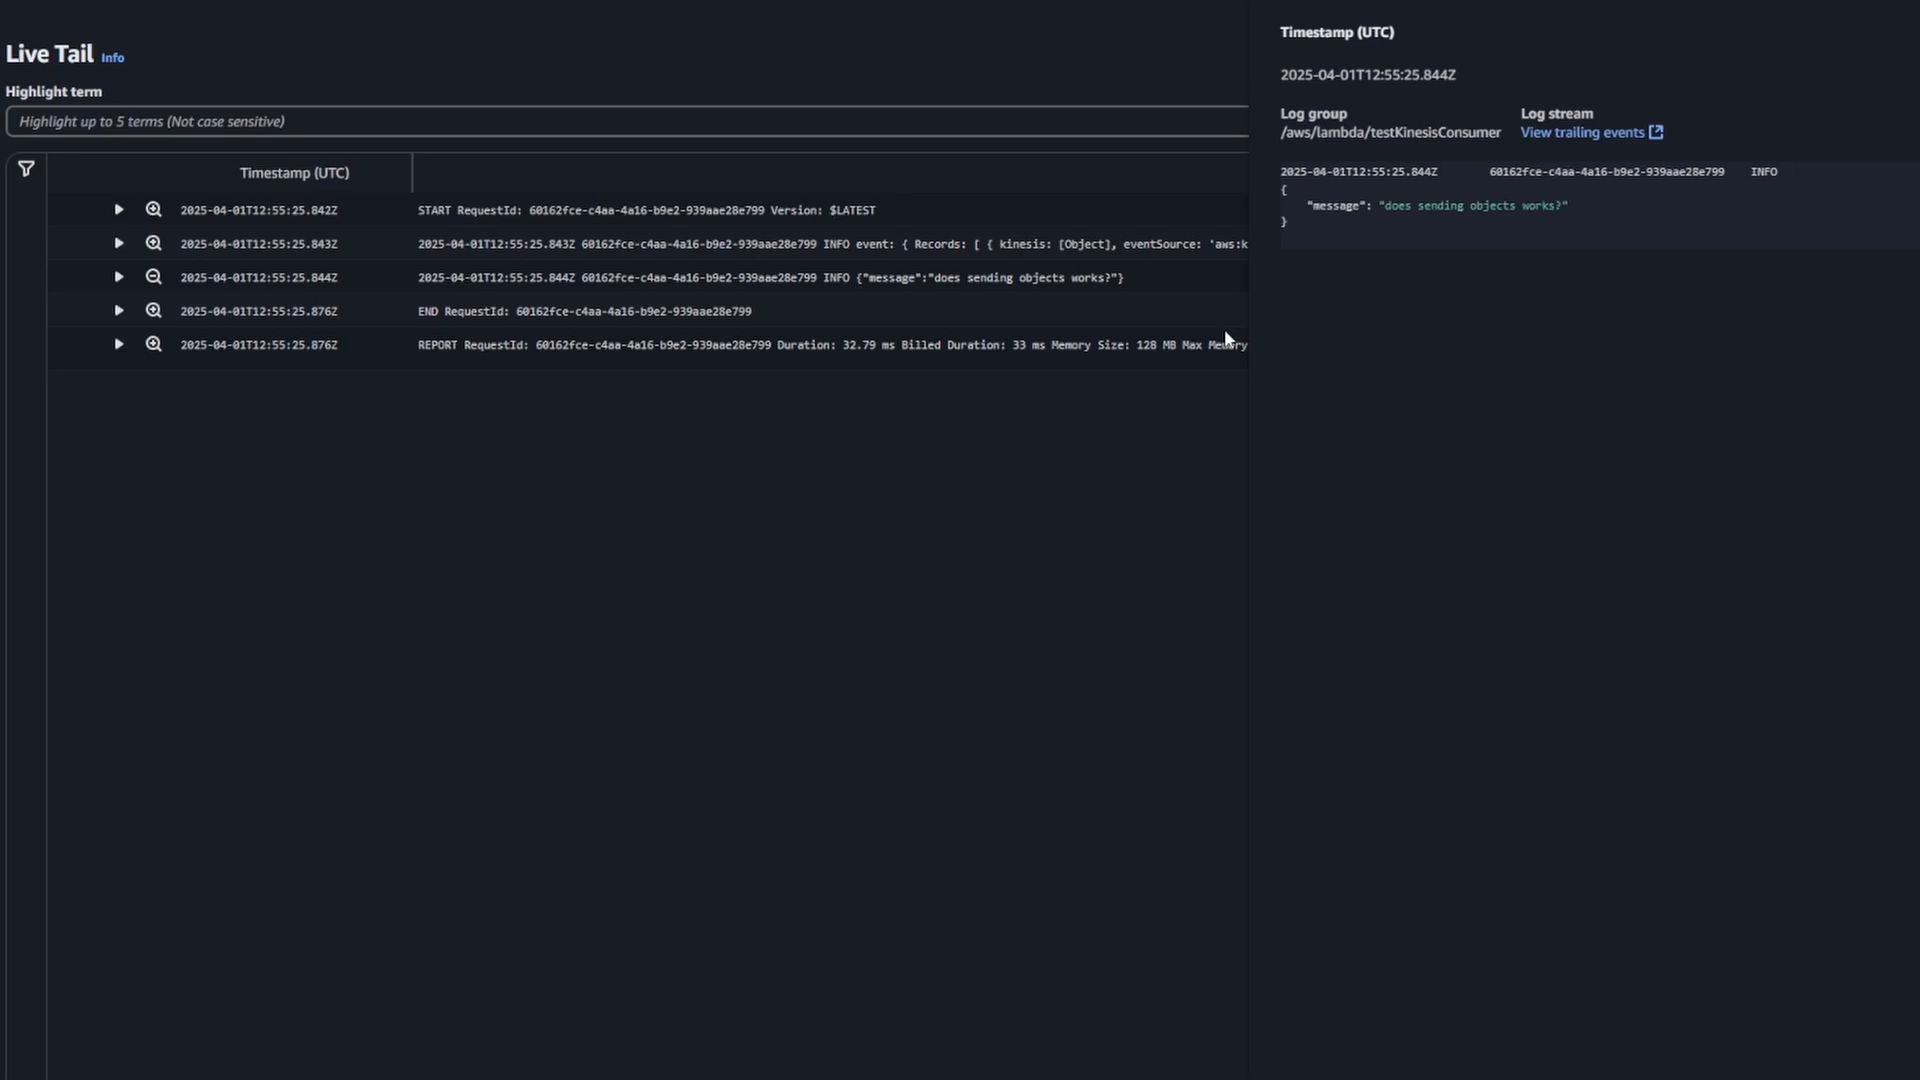 Live Tail Info
Highlight term
Highlight up to 5 terms (Not case sensitive)
Timestamp (UTC)
2025-04-01T12:55:25.842Z START RequestId: 60162fce-c4aa-4a16-b9e2-939aae28e799 Version: $LATEST
2025-04-01T12:55:25.843Z 2025-04-01T12:55:25.843Z 60162fce-c4aa-4a16-b9e2-939aae28e799 INFO event: { Records: [ { kinesis: [Object], eventSource: 'aws:k
2025-04-01T12:55:25.844Z 2025-04-01T12:55:25.844Z 60162fce-c4aa-4a16-b9e2-939aae28e799 INFO {"message":"does sending objects works?"}
2025-04-01T12:55:25.876Z END RequestId: 60162fce-c4aa-4a16-b9e2-939aae28e799
2025-04-01T12:55:25.876Z REPORT RequestId: 60162fce-c4aa-4a16-b9e2-939aae28e799 Duration: 32.79 ms Billed Duration: 33 ms Memory Size: 128 MB Max Memory
Timestamp (UTC)
2025-04-01T12:55:25.844Z
Log group Log stream
/aws/lambda/testKinesisConsumer View trailing events
2025-04-01T12:55:25.844Z 60162fce-c4aa-4a16-b9e2-939aae28e799 INFO
{
"message": "does sending objects works?"
}